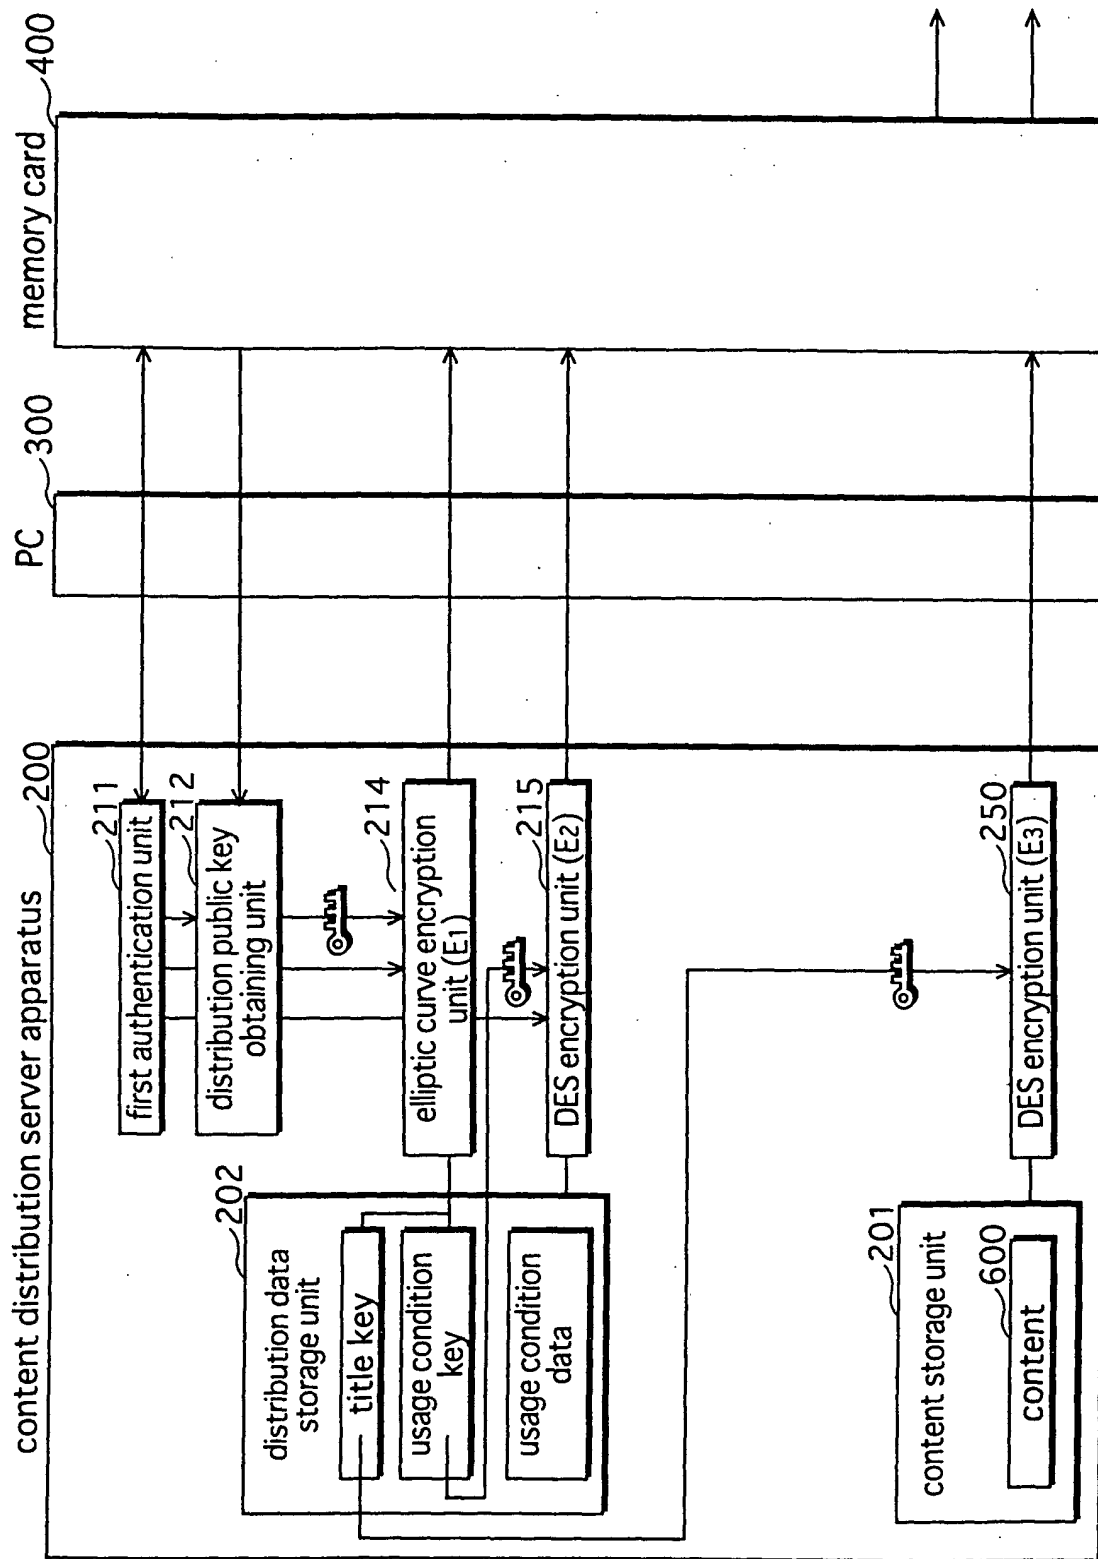 content distribution server apparatus
200
PC
300
memory card
400
first authentication unit
211
212
distribution public key
obtaining unit
214
elliptic curve encryption
unit (E1)
215
DES encryption unit (E2)
202
distribution data
storage unit
title key
usage condition
key
usage condition
data
250
DES encryption unit (E3)
201
content storage unit
600
content